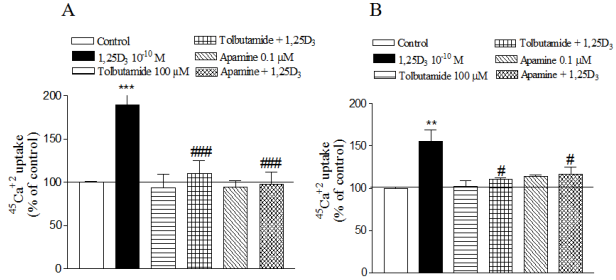 A
Control
Tolbutamide + 1,25D3
1,25D3 10-10 M
Apamine 0.1 μM
Tolbutamide 100 μM
Apamine + 1,25D3
200
150
100
50
0
45Ca+2 uptake
(% of control)
***
###
###
B
Control
Tolbutamide + 1,25D3
1,25D3 10-10 M
Apamine 0.1 μM
Tolbutamide 100 μM
Apamine + 1,25D3
200
150
100
50
0
45Ca+2 uptake
(% of control)
**
#
#